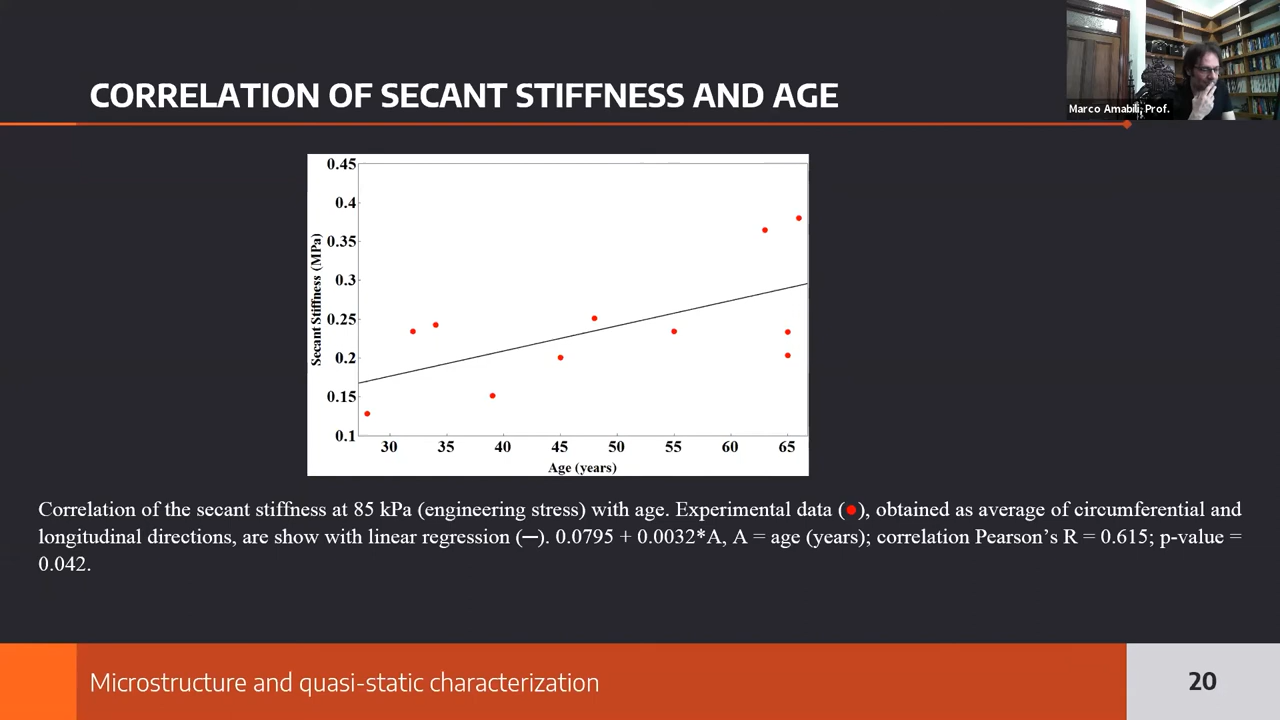 Marco Amabili, Prof.
CORRELATION OF SECANT STIFFNESS AND AGE
0.45
0.4
0.35
0.3
0.25
0.2
0.15
0.1
Secant Stiffness (MPa)
30 35 40 45 50 55 60 65
Age (years)
Correlation of the secant stiffness at 85 kPa (engineering stress) with age. Experimental data (●), obtained as average of circumferential and
longitudinal directions, are show with linear regression (─). 0.0795 + 0.0032*A, A = age (years); correlation Pearson’s R = 0.615; p-value =
0.042.
Microstructure and quasi-static characterization
20